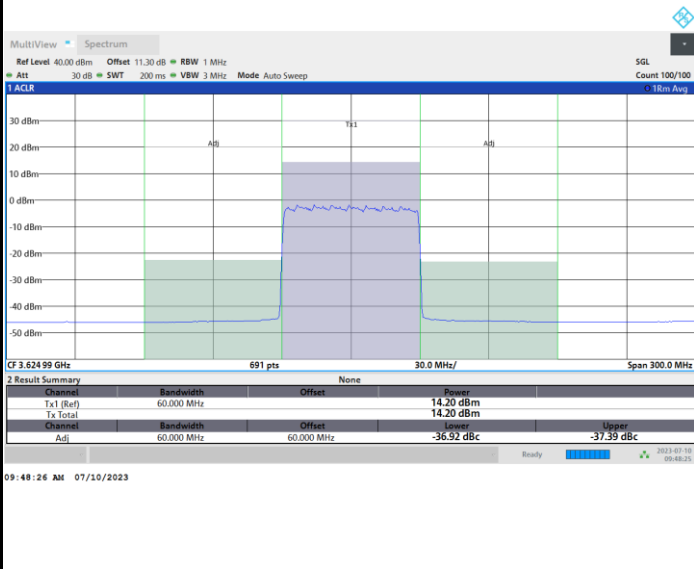 MultiView Spectrum
Ref Level 40.00 dBm Offset 11.30 dB RBW 1 MHz SGL
Att 30 dB SWT 200 ms VBW 3 MHz Mode Auto Sweep Count 100/100
1 ACLR 1Rm Avg
30 dBm
Tx1
20 dBm
Adj Adj
10 dBm
0 dBm
-10 dBm
-20 dBm
-30 dBm
-40 dBm
-50 dBm
CF 3.624 99 GHz 691 pts 30.0 MHz/ Span 300.0 MHz
2 Result Summary None
Channel Bandwidth Offset Power
Tx1 (Ref) 60.000 MHz 14.20 dBm
Tx Total 14.20 dBm
Channel Bandwidth Offset Lower Upper
Adj 60.000 MHz 60.000 MHz -36.92 dBc -37.39 dBc
Ready 2023-07-10
09:48:25
09:48:26 AM 07/10/2023